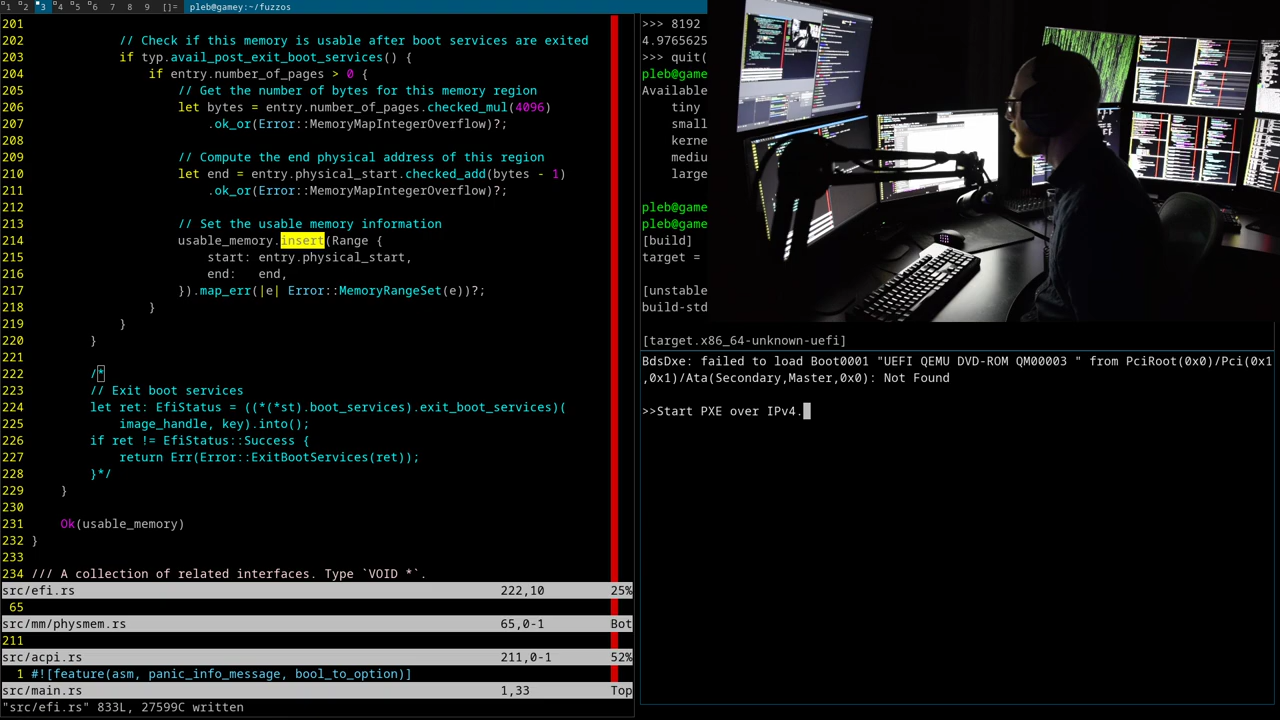 1 2 3 4 5 6 7 8 9 []= pleb@gamey:~/fuzzos
201
202 // Check if this memory is usable after boot services are exited
203 if typ.avail_post_exit_boot_services() {
204 if entry.number_of_pages > 0 {
205 // Get the number of bytes for this memory region
206 let bytes = entry.number_of_pages.checked_mul(4096)
207 .ok_or(Error::MemoryMapIntegerOverflow)?;
208
209 // Compute the end physical address of this region
210 let end = entry.physical_start.checked_add(bytes - 1)
211 .ok_or(Error::MemoryMapIntegerOverflow)?;
212
213 // Set the usable memory information
214 usable_memory.insert(Range {
215 start: entry.physical_start,
216 end: end,
217 }).map_err(|e| Error::MemoryRangeSet(e))?;
218 }
219 }
220 }
221
222 /*
223 // Exit boot services
224 let ret: EfiStatus = ((*(*st).boot_services).exit_boot_services)(
225 image_handle, key).into();
226 if ret != EfiStatus::Success {
227 return Err(Error::ExitBootServices(ret));
228 }*/
229 }
230
231 Ok(usable_memory)
232 }
233
234 /// A collection of related interfaces. Type `VOID *`.
src/efi.rs 222,10 25%
65
src/mm/physmem.rs 65,0-1 Bot
211
src/acpi.rs 211,0-1 52%
1 #![feature(asm, panic_info_message, bool_to_option)]
src/main.rs 1,33 Top
"src/efi.rs" 833L, 27599C written
>>> 8192
4.9765625
>>> quit(
pleb@game
Available
tiny
small
kerne
mediu
large
pleb@game
pleb@game
[build]
target =
[unstable
build-std
[target.x86_64-unknown-uefi]
BdsDxe: failed to load Boot0001 "UEFI QEMU DVD-ROM QM00003 " from PciRoot(0x0)/Pci(0x1
,0x1)/Ata(Secondary,Master,0x0): Not Found
>>Start PXE over IPv4.